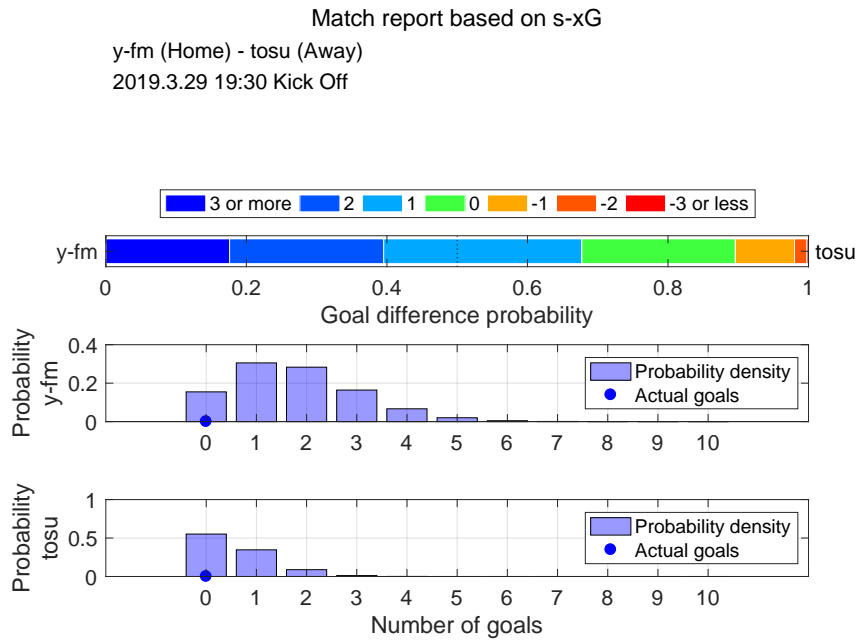 Match report based on s-xG
y-fm (Home) - tosu (Away)
2019.3.29 19:30 Kick Off
3 or more 2 1 0 -1 -2 -3 or less
y-fm tosu
0 0.2 0.4 0.6 0.8 1
Goal difference probability
Probability
y-fm
0.4
0.2
0
Probability density
Actual goals
0 1 2 3 4 5 6 7 8 9 10
Probability
tosu
1
0.5
0
Probability density
Actual goals
0 1 2 3 4 5 6 7 8 9 10
Number of goals